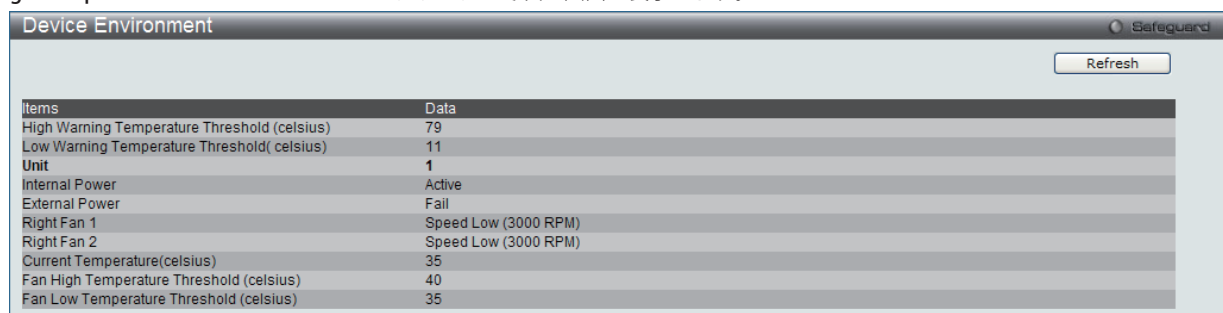 Device Environment
Safeguard
Refresh
Items Data
High Warning Temperature Threshold (celsius) 79
Low Warning Temperature Threshold( celsius) 11
Unit 1
Internal Power Active
External Power Fail
Right Fan 1 Speed Low (3000 RPM)
Right Fan 2 Speed Low (3000 RPM)
Current Temperature(celsius) 35
Fan High Temperature Threshold (celsius) 40
Fan Low Temperature Threshold (celsius) 35